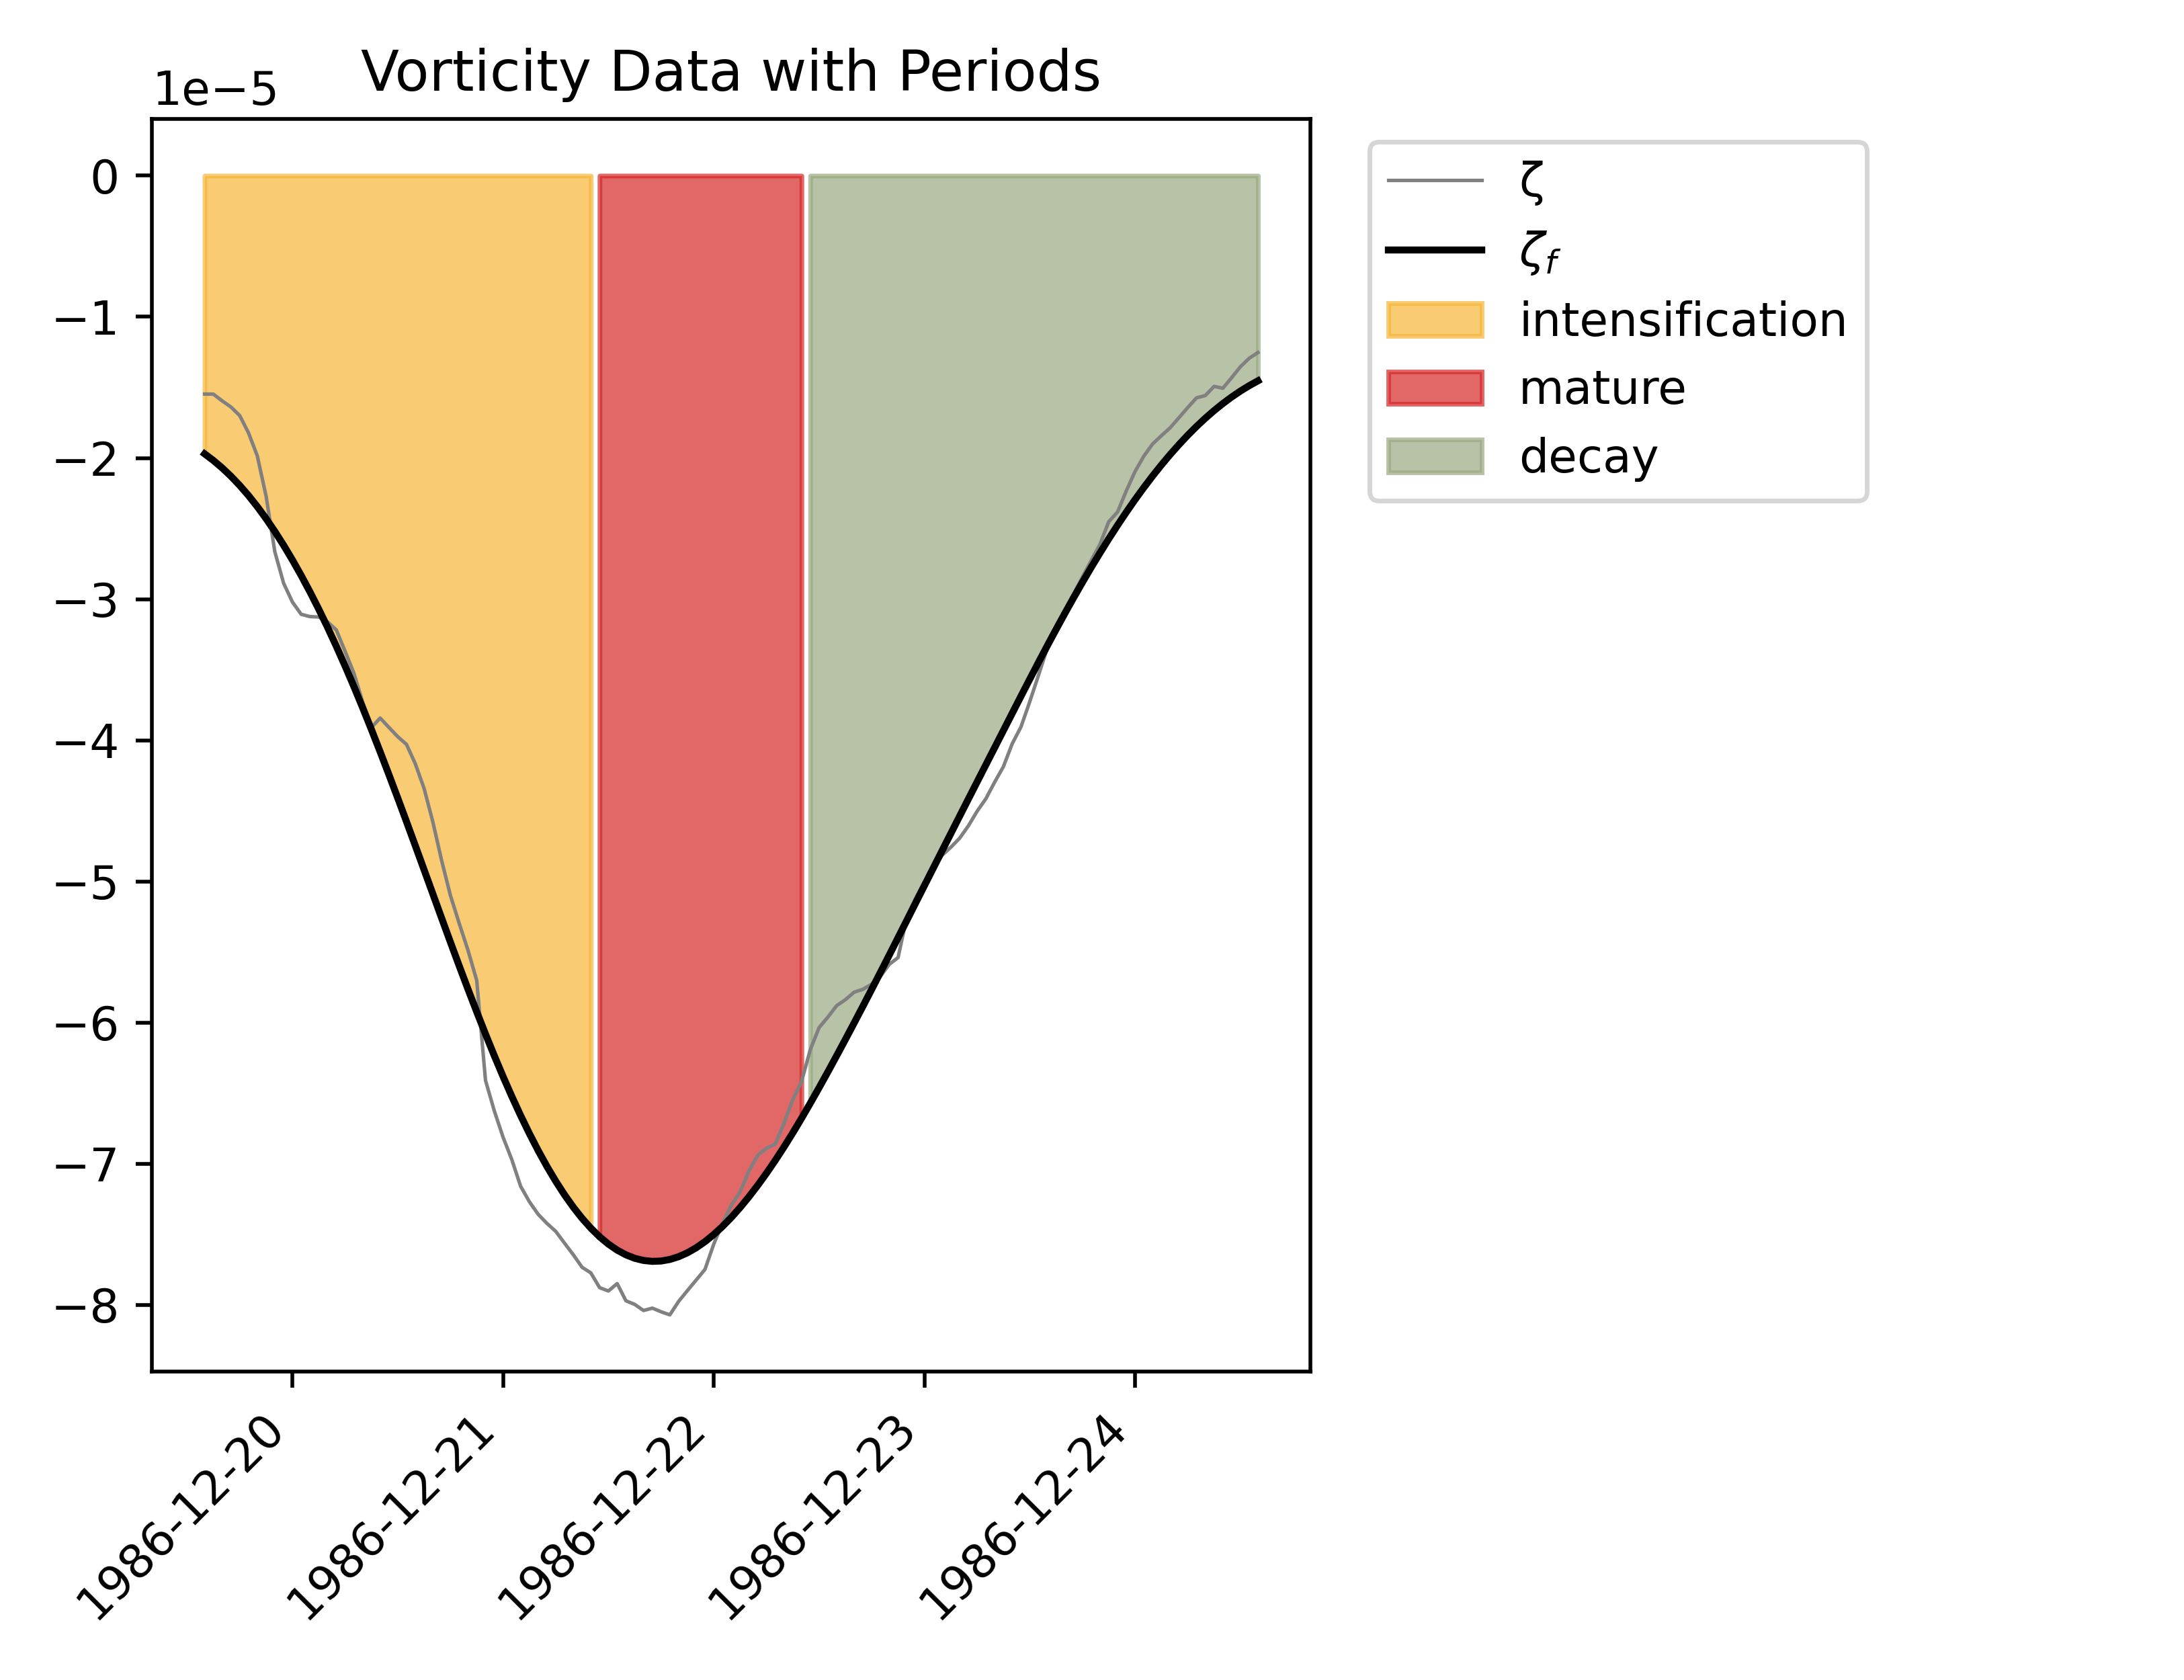 Vorticity Data with Periods
1e−5
0
−1
−2
−3
−4
−5
−6
−7
−8
1986-12-20
1986-12-21
1986-12-22
1986-12-23
1986-12-24
ζ
ζf
intensification
mature
decay